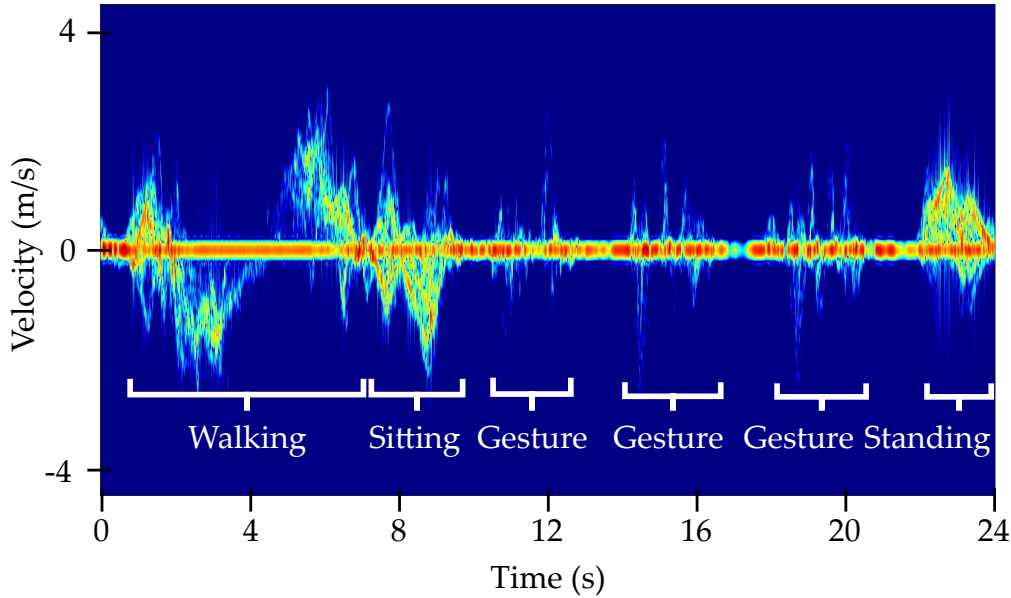 4
0
-4
Velocity (m/s)
Walking Sitting Gesture Gesture Gesture Standing
0 4 8 12 16 20 24
Time (s)